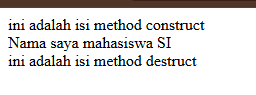 ini adalah isi method construct
Nama saya mahasiswa SI
ini adalah isi method destruct